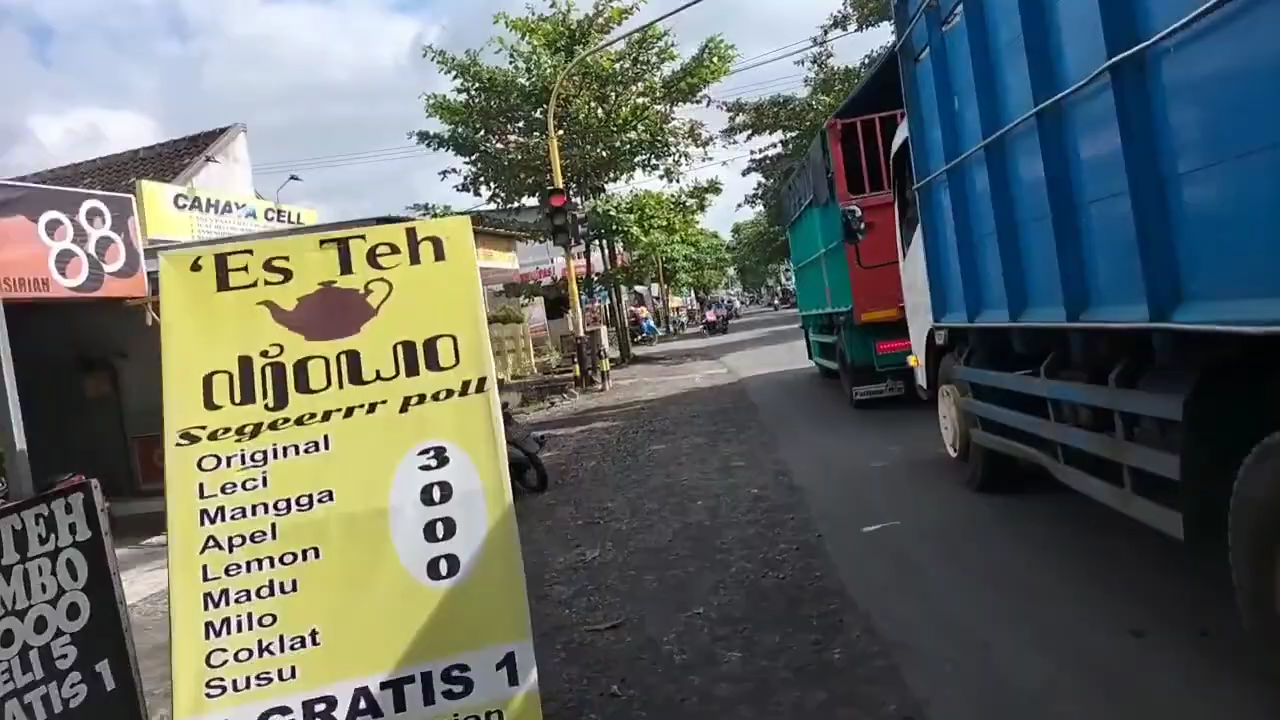 88
SIRIAH
CAHAYA CELL
'Es Teh
Segeerrr poll
Original
Leci
Mangga
Apel
Lemon
Madu
Milo
Coklat
Susu
3
0
0
0
GRATIS 1
TEH
MBO
000
ELI 5
ATIS 1